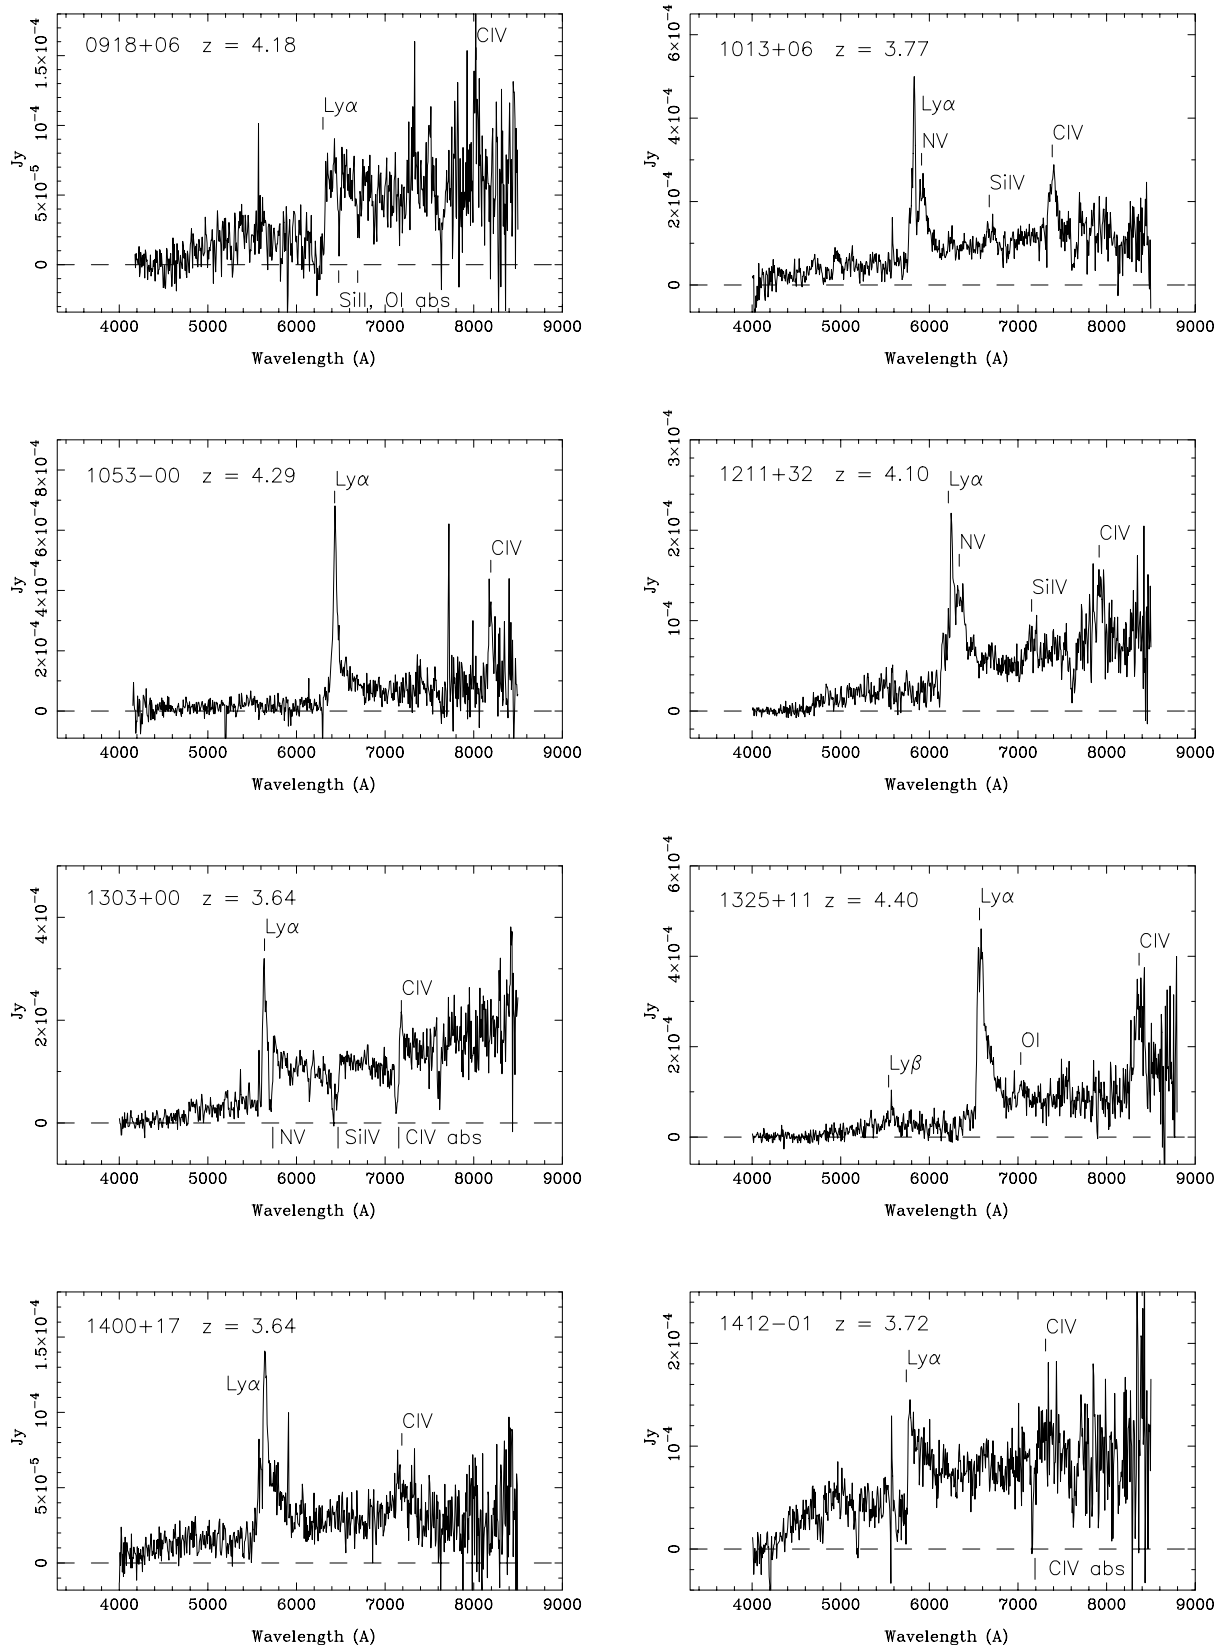 0918+06 z = 4.18
CIV
Lyα
SiII, OI abs
Jy
0 5×10⁻⁵ 10⁻⁴ 1.5×10⁻⁴
4000 5000 6000 7000 8000 9000
Wavelength (A)
1013+06 z = 3.77
Lyα
NV
SiIV
CIV
Jy
0 2×10⁻⁴ 4×10⁻⁴ 6×10⁻⁴
4000 5000 6000 7000 8000 9000
Wavelength (A)
1053−00 z = 4.29
Lyα
CIV
Jy
0 2×10⁻⁴ 4×10⁻⁴ 6×10⁻⁴ 8×10⁻⁴
4000 5000 6000 7000 8000 9000
Wavelength (A)
1211+32 z = 4.10
Lyα
NV
SiIV
CIV
Jy
0 10⁻⁴ 2×10⁻⁴ 3×10⁻⁴
4000 5000 6000 7000 8000 9000
Wavelength (A)
1303+00 z = 3.64
Lyα
CIV
NV SiIV CIV abs
Jy
0 2×10⁻⁴ 4×10⁻⁴
4000 5000 6000 7000 8000 9000
Wavelength (A)
1325+11 z = 4.40
Lyα
CIV
OI
Lyβ
Jy
0 2×10⁻⁴ 4×10⁻⁴ 6×10⁻⁴
4000 5000 6000 7000 8000 9000
Wavelength (A)
1400+17 z = 3.64
Lyα
CIV
Jy
0 5×10⁻⁵ 10⁻⁴ 1.5×10⁻⁴
4000 5000 6000 7000 8000 9000
Wavelength (A)
1412−01 z = 3.72
CIV
Lyα
CIV abs
Jy
0 10⁻⁴ 2×10⁻⁴
4000 5000 6000 7000 8000 9000
Wavelength (A)